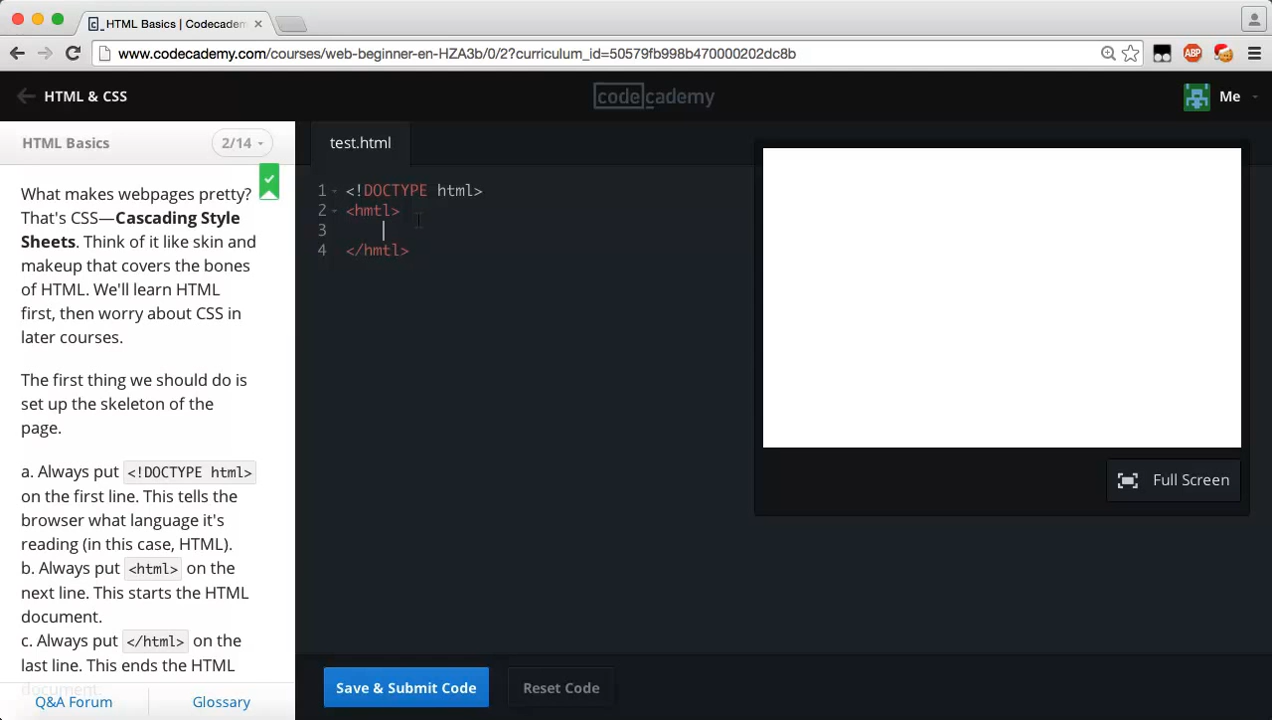 HTML Basics | Codecadem
www.codecademy.com/courses/web-beginner-en-HZA3b/0/2?curriculum_id=50579fb998b470000202dc8b
ABP
HTML & CSS
codecademy
Me
HTML Basics
2/14
test.html
What makes webpages pretty?
That's CSS—Cascading Style
Sheets. Think of it like skin and
makeup that covers the bones
of HTML. We'll learn HTML
first, then worry about CSS in
later courses.
The first thing we should do is
set up the skeleton of the
page.
a. Always put <!DOCTYPE html>
on the first line. This tells the
browser what language it's
reading (in this case, HTML).
b. Always put <html> on the
next line. This starts the HTML
document.
c. Always put </html> on the
last line. This ends the HTML
document.
Q&A Forum
Glossary
1 <!DOCTYPE html>
2 <hmtl>
3
4 </hmtl>
Full Screen
Save & Submit Code
Reset Code